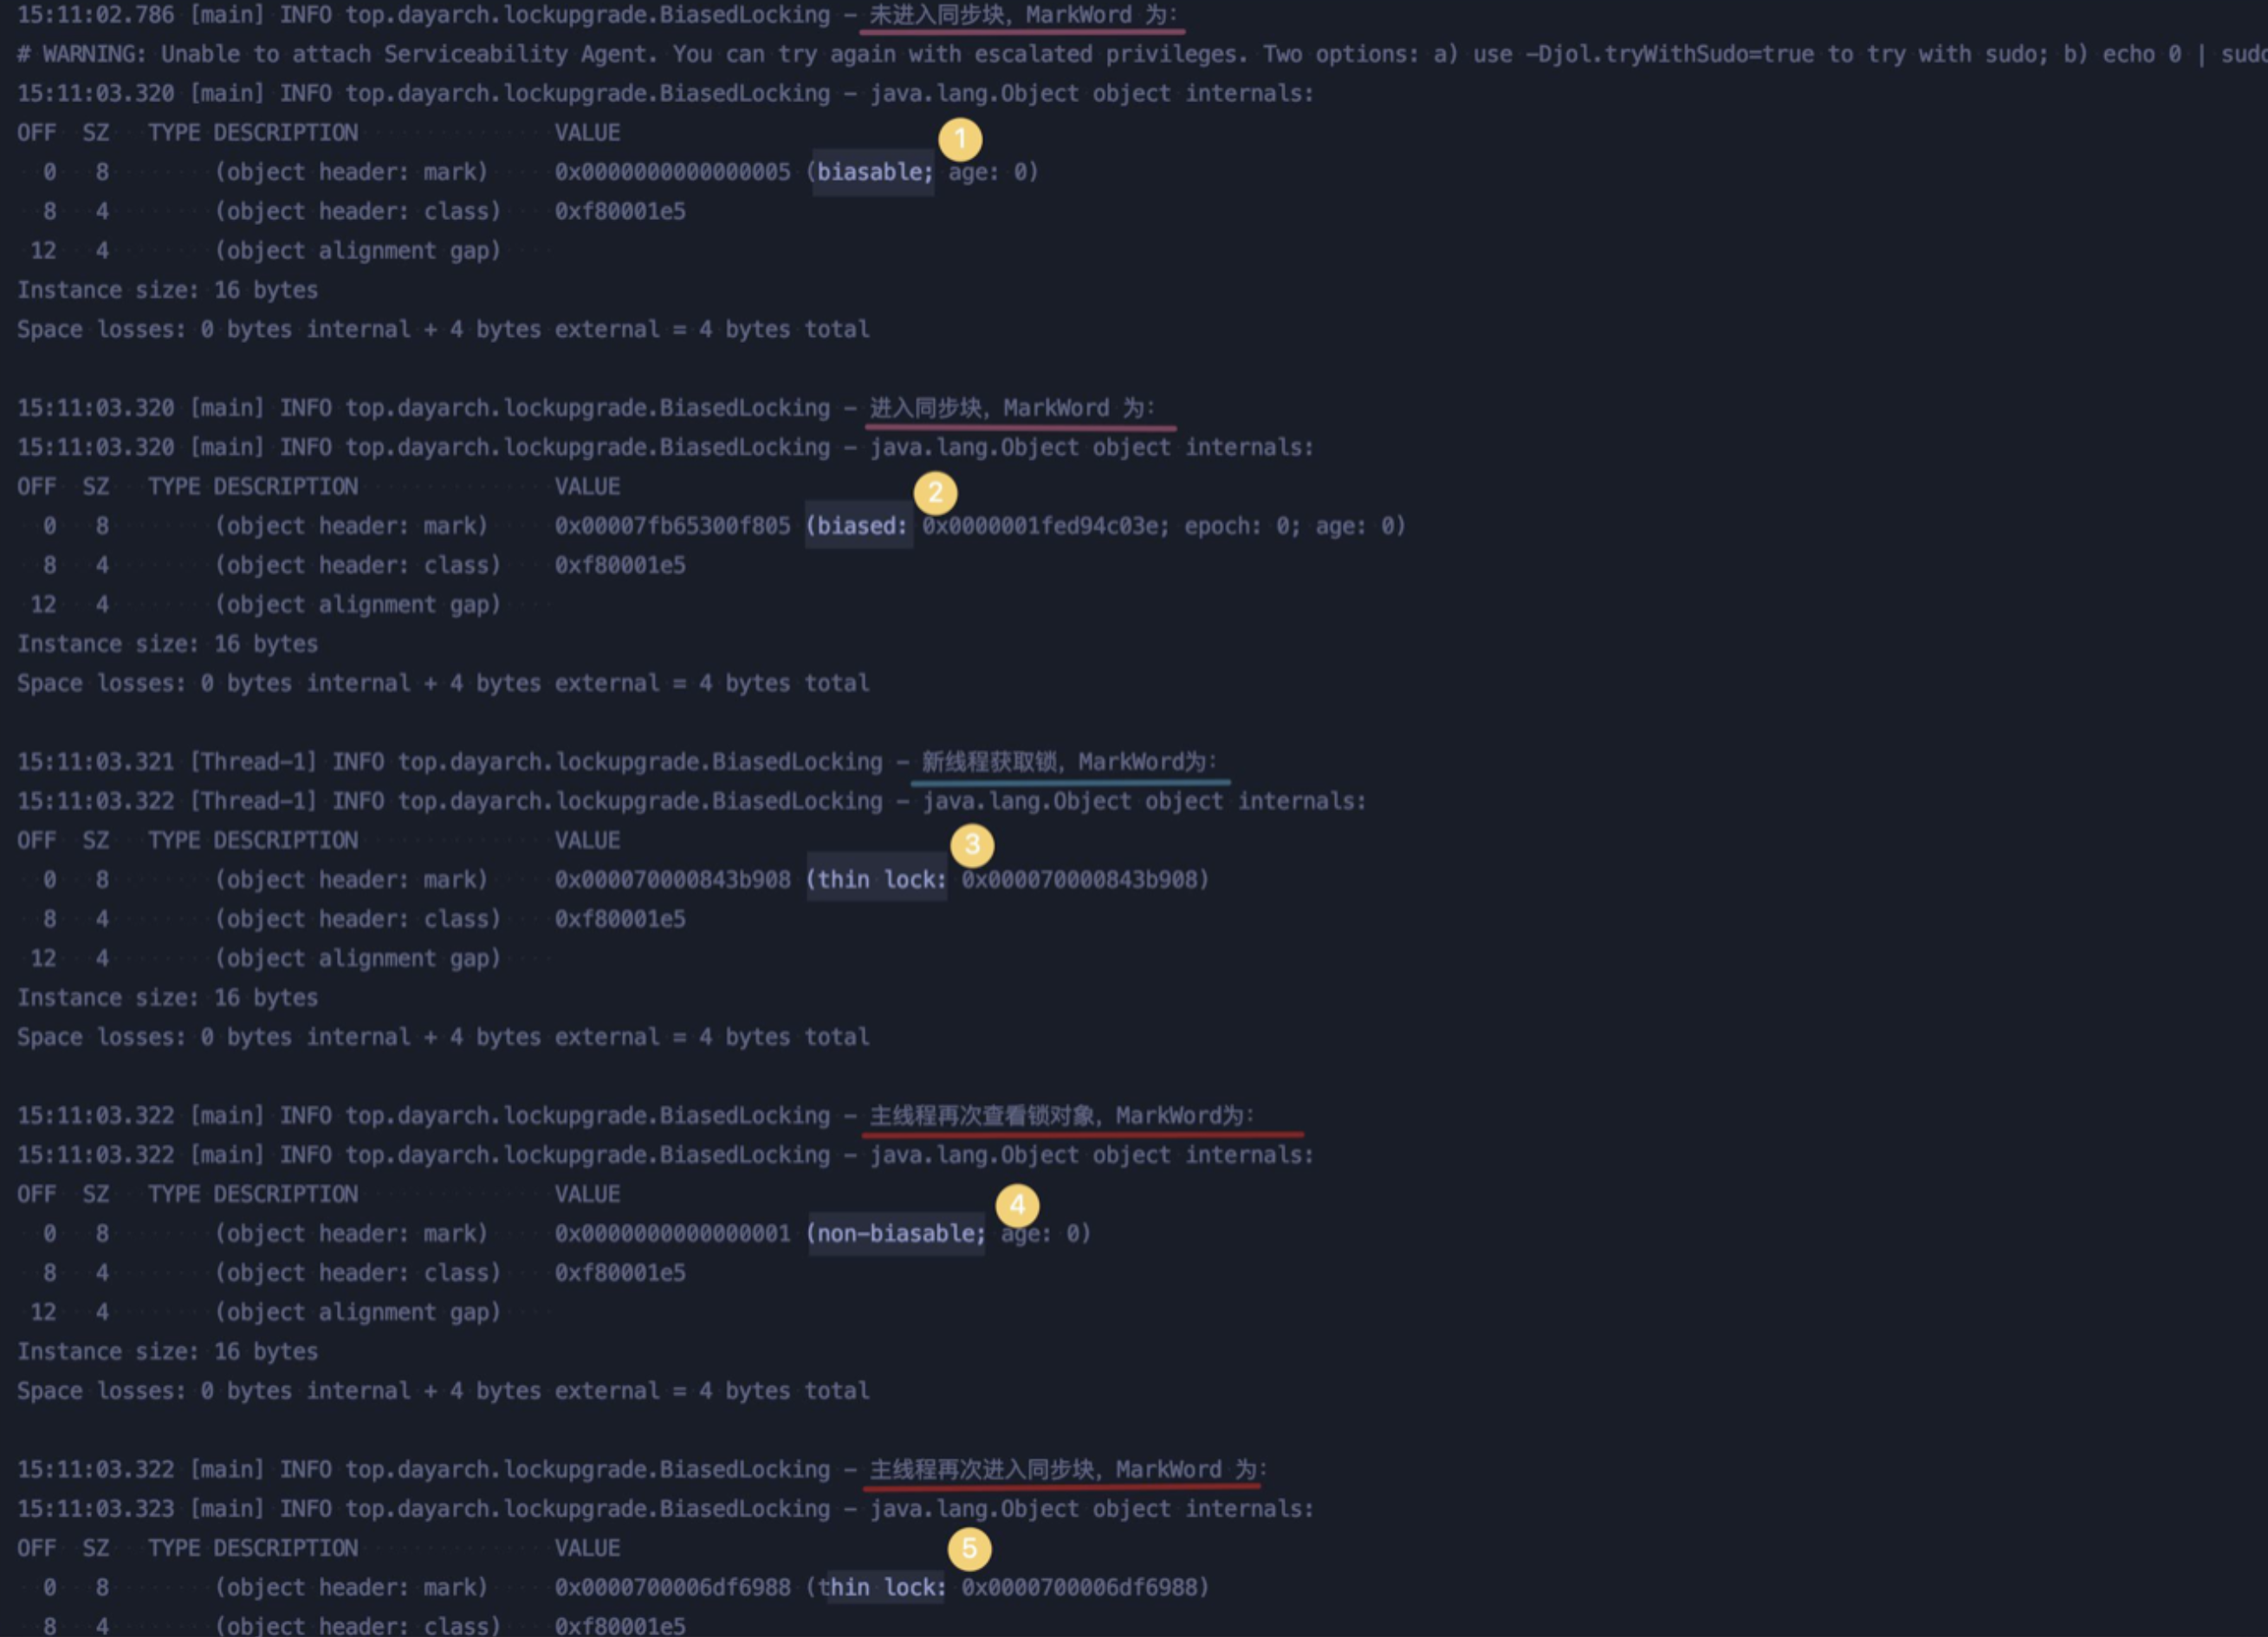 15:11:02.786 [main] INFO top.dayarch.lockupgrade.BiasedLocking - 未进入同步块，MarkWord 为：
# WARNING: Unable to attach Serviceability Agent. You can try again with escalated privileges. Two options: a) use -Djol.tryWithSudo=true to try with sudo; b) echo 0 | sudo
15:11:03.320 [main] INFO top.dayarch.lockupgrade.BiasedLocking - java.lang.Object object internals:
OFF SZ TYPE DESCRIPTION VALUE
1
0 8 (object header: mark) 0x0000000000000005 (biasable; age: 0)
8 4 (object header: class) 0xf80001e5
12 4 (object alignment gap)
Instance size: 16 bytes
Space losses: 0 bytes internal + 4 bytes external = 4 bytes total
15:11:03.320 [main] INFO top.dayarch.lockupgrade.BiasedLocking - 进入同步块，MarkWord 为：
15:11:03.320 [main] INFO top.dayarch.lockupgrade.BiasedLocking - java.lang.Object object internals:
OFF SZ TYPE DESCRIPTION VALUE
2
0 8 (object header: mark) 0x00007fb65300f805 (biased: 0x0000001fed94c03e; epoch: 0; age: 0)
8 4 (object header: class) 0xf80001e5
12 4 (object alignment gap)
Instance size: 16 bytes
Space losses: 0 bytes internal + 4 bytes external = 4 bytes total
15:11:03.321 [Thread-1] INFO top.dayarch.lockupgrade.BiasedLocking - 新线程获取锁，MarkWord为：
15:11:03.322 [Thread-1] INFO top.dayarch.lockupgrade.BiasedLocking - java.lang.Object object internals:
OFF SZ TYPE DESCRIPTION VALUE
3
0 8 (object header: mark) 0x000070000843b908 (thin lock: 0x000070000843b908)
8 4 (object header: class) 0xf80001e5
12 4 (object alignment gap)
Instance size: 16 bytes
Space losses: 0 bytes internal + 4 bytes external = 4 bytes total
15:11:03.322 [main] INFO top.dayarch.lockupgrade.BiasedLocking - 主线程再次查看锁对象，MarkWord为：
15:11:03.322 [main] INFO top.dayarch.lockupgrade.BiasedLocking - java.lang.Object object internals:
OFF SZ TYPE DESCRIPTION VALUE
4
0 8 (object header: mark) 0x0000000000000001 (non-biasable; age: 0)
8 4 (object header: class) 0xf80001e5
12 4 (object alignment gap)
Instance size: 16 bytes
Space losses: 0 bytes internal + 4 bytes external = 4 bytes total
15:11:03.322 [main] INFO top.dayarch.lockupgrade.BiasedLocking - 主线程再次进入同步块，MarkWord 为：
15:11:03.323 [main] INFO top.dayarch.lockupgrade.BiasedLocking - java.lang.Object object internals:
OFF SZ TYPE DESCRIPTION VALUE
5
0 8 (object header: mark) 0x0000700006df6988 (thin lock: 0x0000700006df6988)
8 4 (object header: class) 0xf80001e5